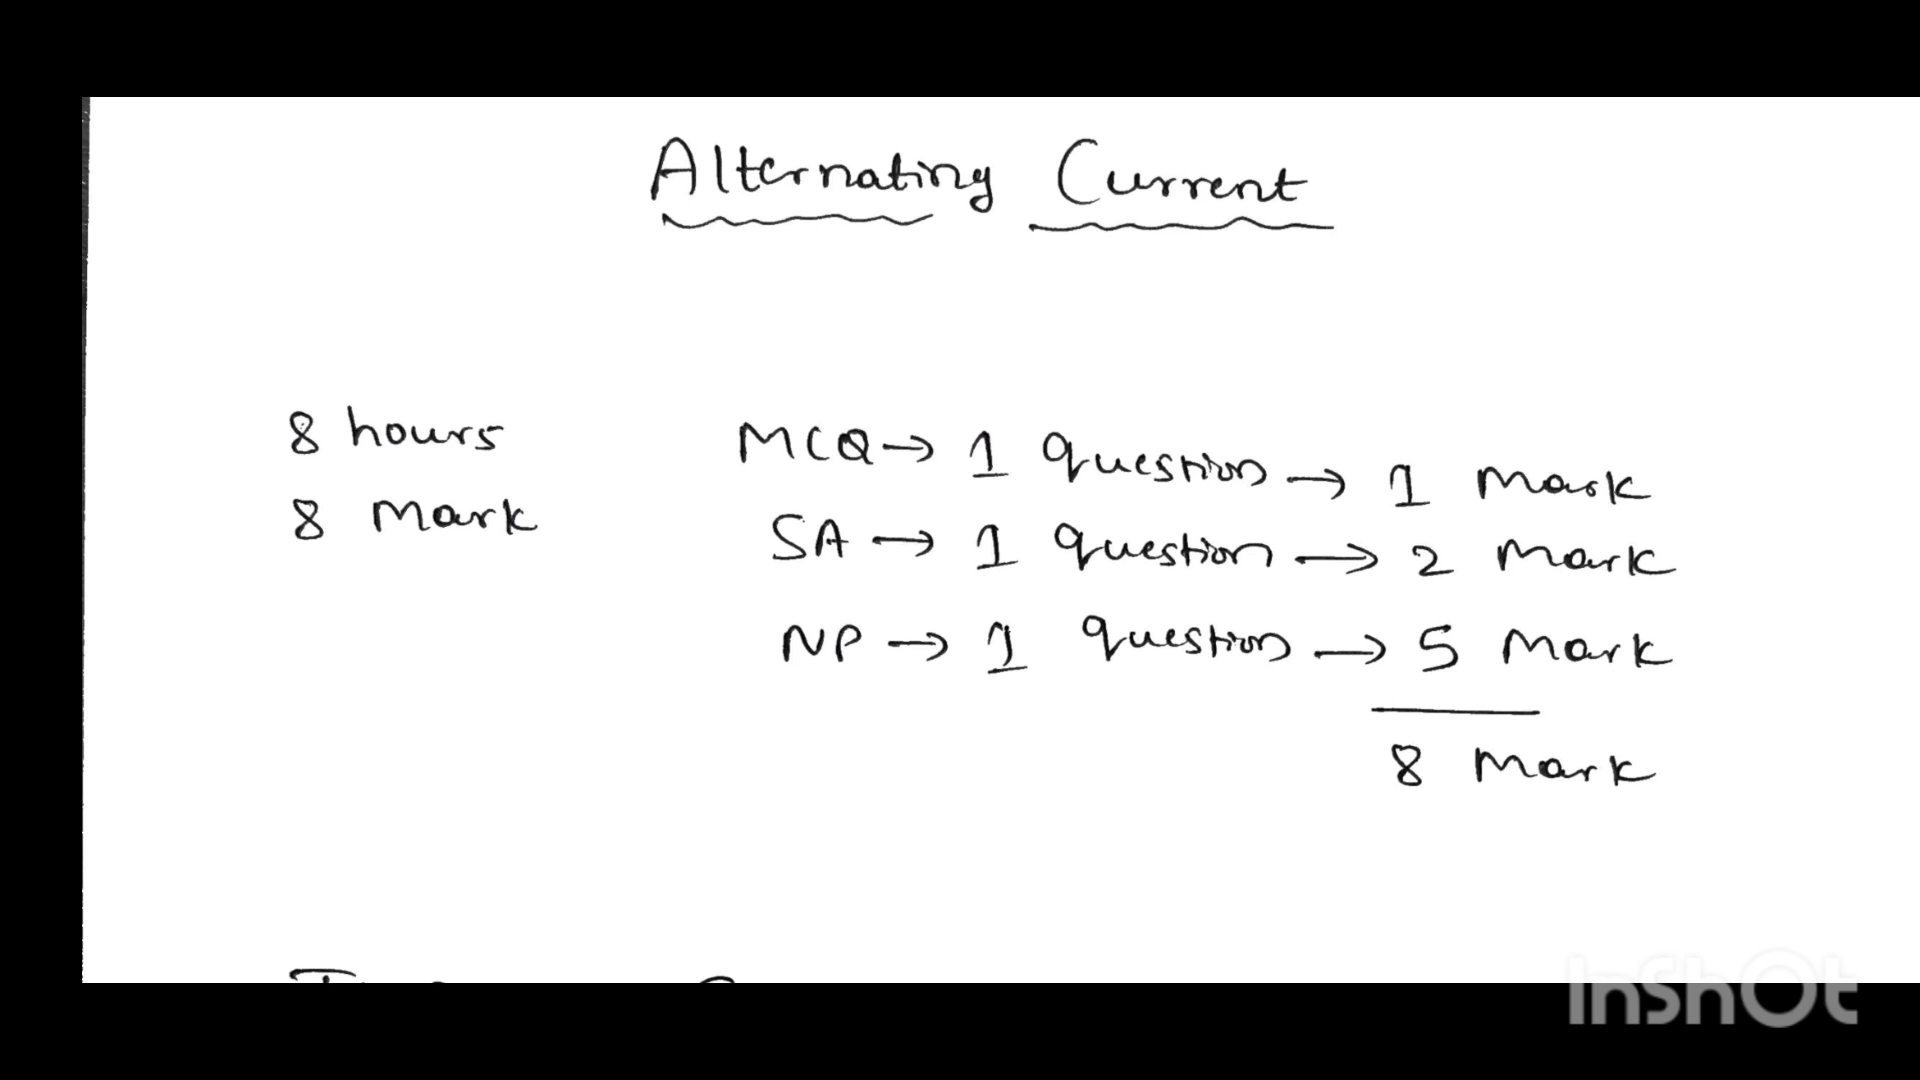 Alternating Current
8 hours
8 Mark
MCQ → 1 question → 1 Mark
SA → 1 question → 2 Mark
NP → 1 question → 5 Mark
8 Mark
InShOt